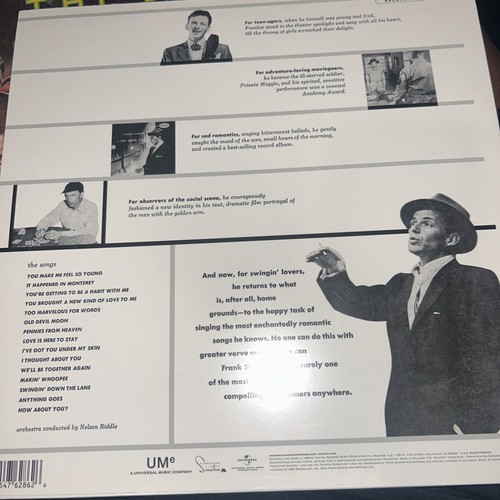 For teen-agers, when he himself was young and frail,
Frankie stood in the theater spotlight and sang with all his heart,
all the throng of girls screeched their delight.
For adventure-loving moviegoers,
he became the ill-starred soldier,
Private Maggio, and his spirited, sensitive
performance won a coveted
Academy Award.
For sad romantics, singing bittersweet ballads, he gently
caught the mood of the wee, small hours of the morning,
and created a best-selling record album.
For observers of the social scene, he courageously
fashioned a new identity in his taut, dramatic film portrayal of
the man with the golden arm.
the songs
YOU MAKE ME FEEL SO YOUNG
IT HAPPENED IN MONTEREY
YOU'RE GETTING TO BE A HABIT WITH ME
YOU BROUGHT A NEW KIND OF LOVE TO ME
TOO MARVELOUS FOR WORDS
OLD DEVIL MOON
PENNIES FROM HEAVEN
LOVE IS HERE TO STAY
I'VE GOT YOU UNDER MY SKIN
I THOUGHT ABOUT YOU
WE'LL BE TOGETHER AGAIN
MAKIN' WHOOPEE
SWINGIN' DOWN THE LANE
ANYTHING GOES
HOW ABOUT YOU?
orchestra conducted by Nelson Riddle
And now, for swingin' lovers,
he returns to what
is, after all, home
grounds—to the happy task of
singing the most enchantedly romantic
songs he knows. No one can do this with
greater verve can
Frank surely one
of the most
compelling anywhere.
UMe
A UNIVERSAL MUSIC COMPANY
Sinatra
UNIVERSAL
547 62862 8